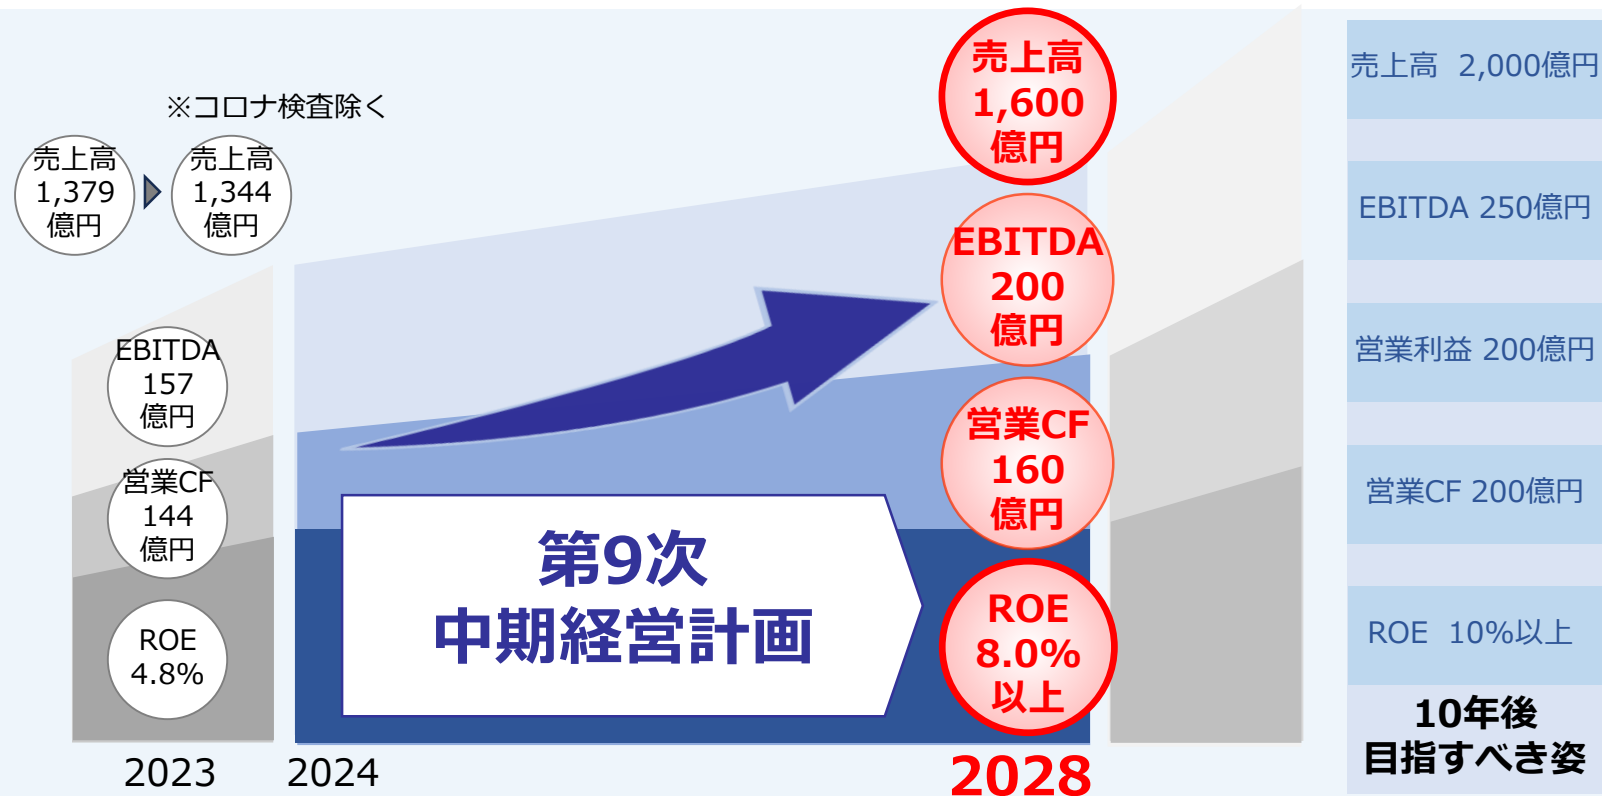 ※コロナ検査除く
売上高
1,379
億円
売上高
1,344
億円
EBITDA
157
億円
営業CF
144
億円
ROE
4.8%
2023
2024
第9次
中期経営計画
売上高
1,600
億円
EBITDA
200
億円
営業CF
160
億円
ROE
8.0%
以上
2028
売上高 2,000億円
EBITDA 250億円
営業利益 200億円
営業CF 200億円
ROE 10%以上
10年後
目指すべき姿